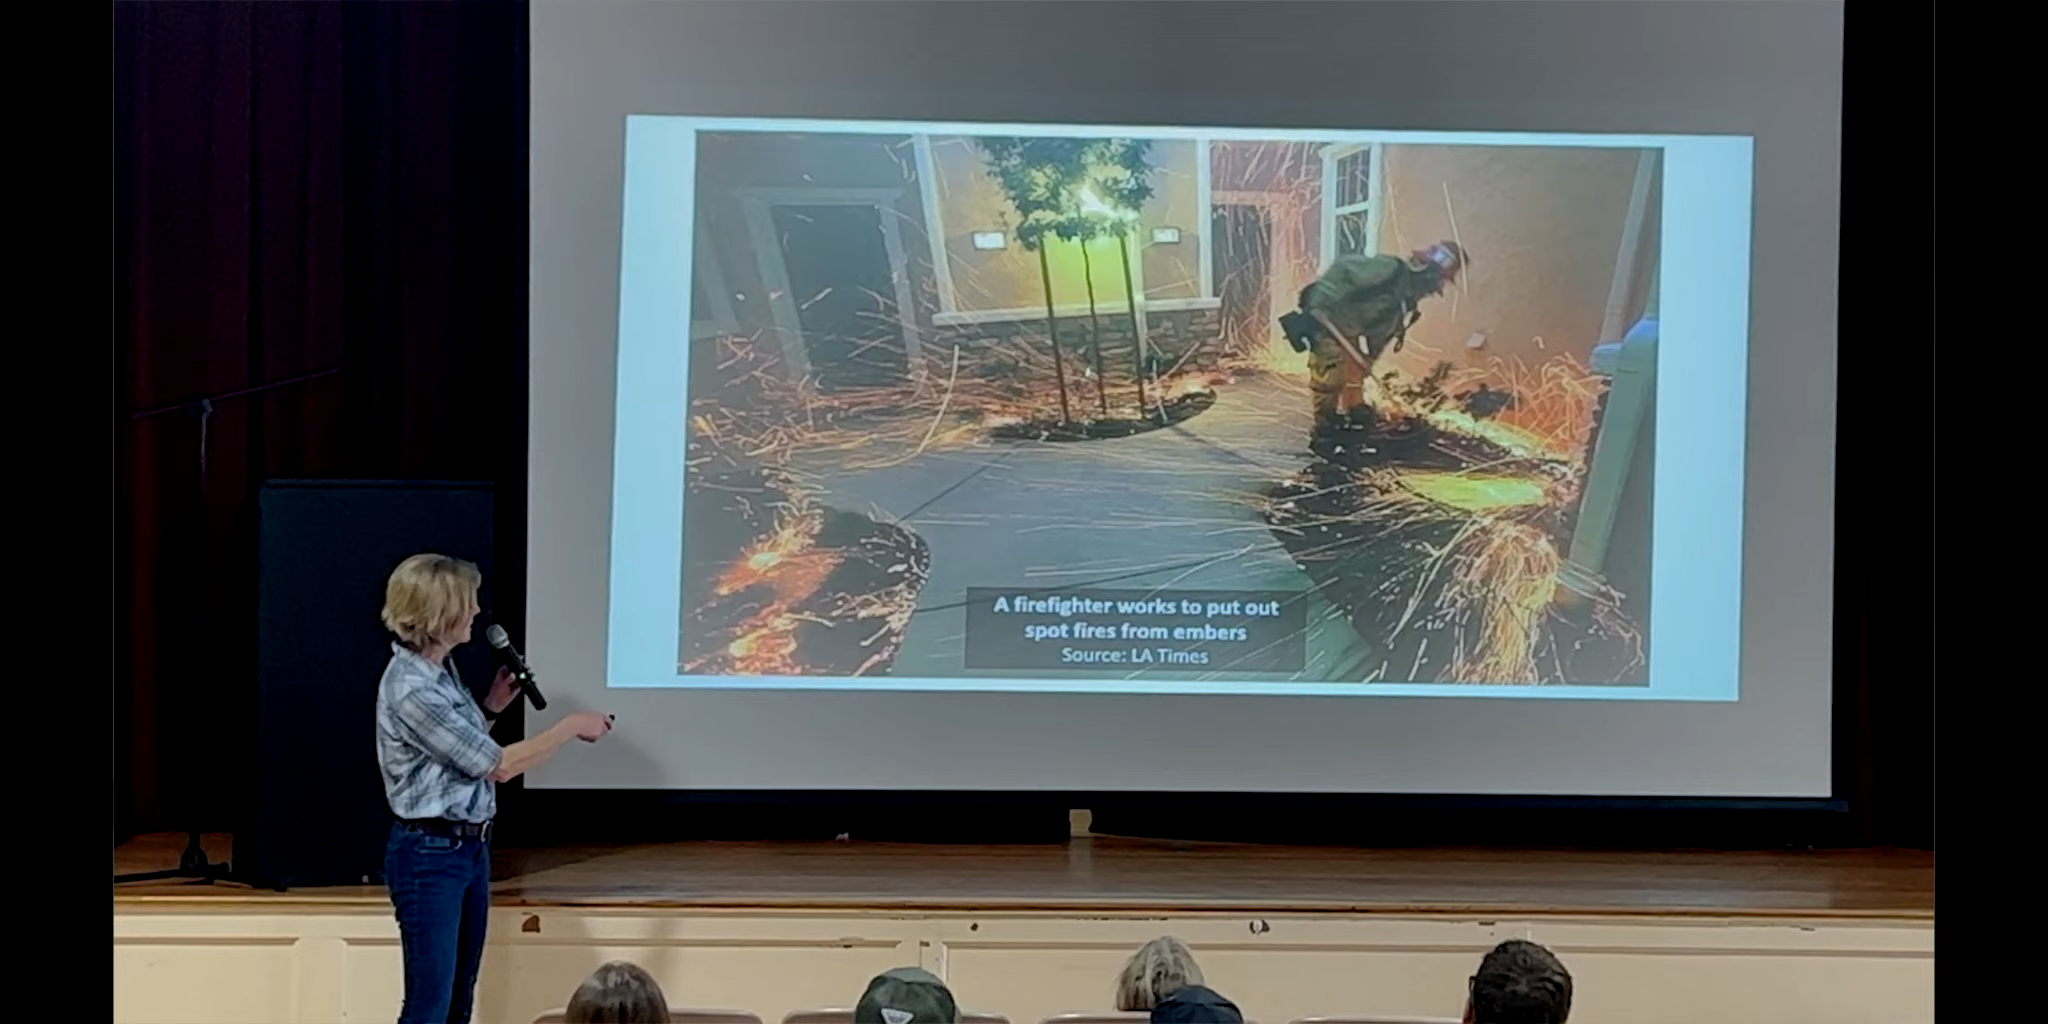 A firefighter works to put out
spot fires from embers
Source: LA Times